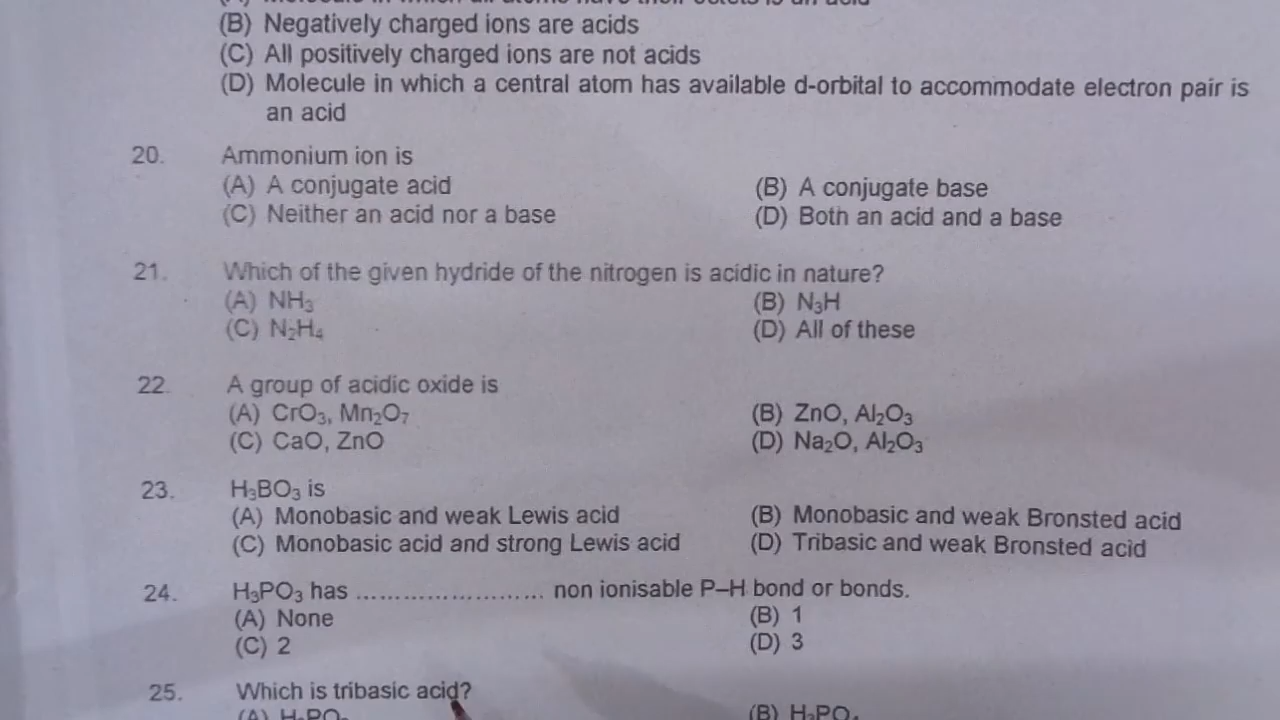 (B) Negatively charged ions are acids
(C) All positively charged ions are not acids
(D) Molecule in which a central atom has available d-orbital to accommodate electron pair is
an acid
20. Ammonium ion is
(A) A conjugate acid (B) A conjugate base
(C) Neither an acid nor a base (D) Both an acid and a base
21. Which of the given hydride of the nitrogen is acidic in nature?
(A) NH₃ (B) N₃H
(C) N₂H₄ (D) All of these
22. A group of acidic oxide is
(A) CrO₃, Mn₂O₇ (B) ZnO, Al₂O₃
(C) CaO, ZnO (D) Na₂O, Al₂O₃
23. H₃BO₃ is
(A) Monobasic and weak Lewis acid (B) Monobasic and weak Bronsted acid
(C) Monobasic acid and strong Lewis acid (D) Tribasic and weak Bronsted acid
24. H₃PO₃ has ........................ non ionisable P–H bond or bonds.
(A) None (B) 1
(C) 2 (D) 3
25. Which is tribasic acid?
(A) (B)